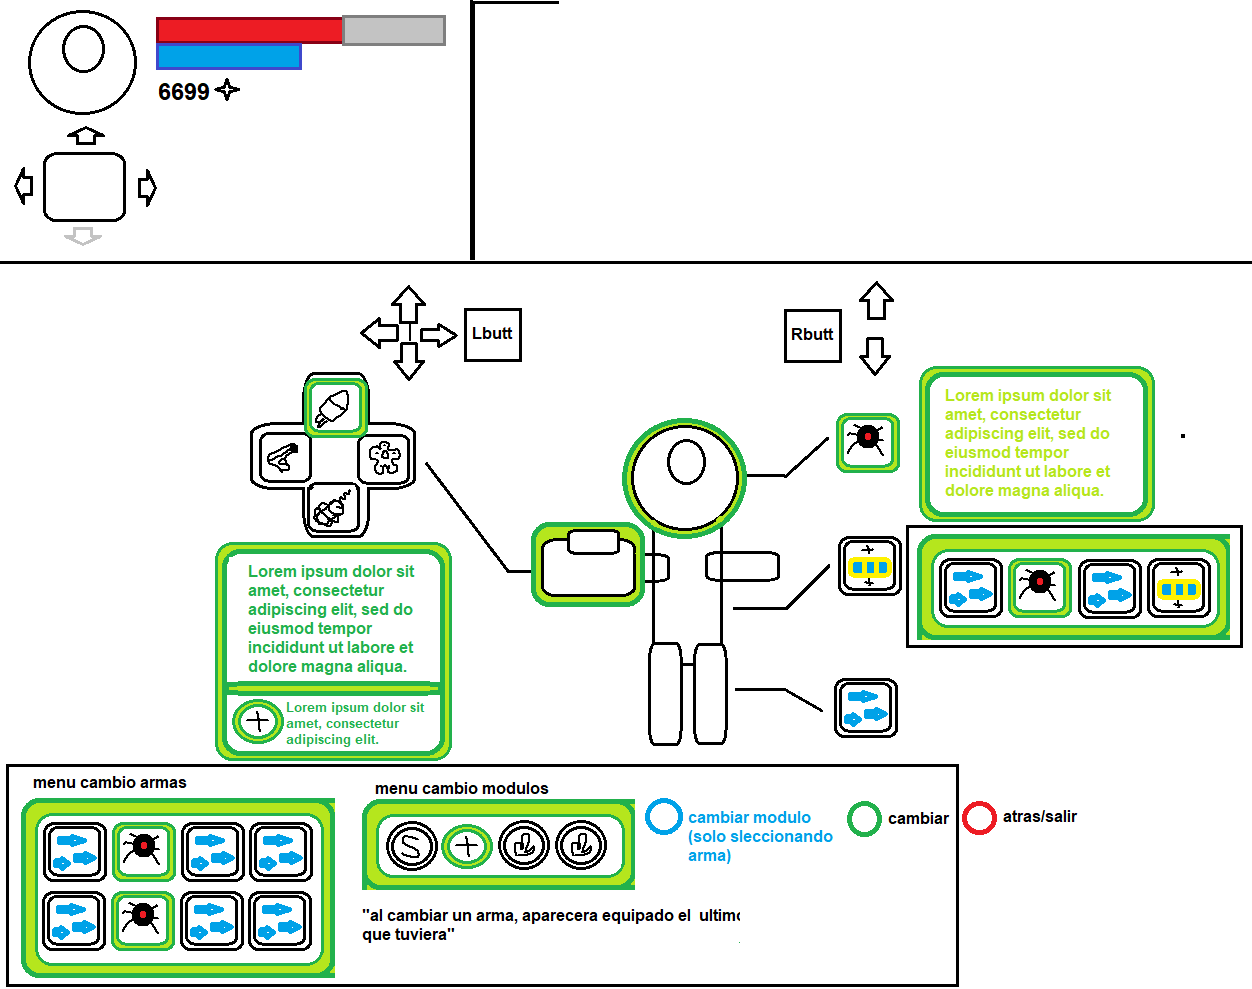 6699
Lbutt
Rbutt
Lorem ipsum dolor sit
amet, consectetur
adipiscing elit, sed do
eiusmod tempor
incididunt ut labore et
dolore magna aliqua.
Lorem ipsum dolor sit
amet, consectetur
adipiscing elit, sed do
eiusmod tempor
incididunt ut labore et
dolore magna aliqua.
Lorem ipsum dolor sit
amet, consectetur
adipiscing elit.
menu cambio armas
menu cambio modulos
cambiar modulo
(solo sleccionando
arma)
cambiar
atras/salir
S
"al cambiar un arma, aparecera equipado el ultimo
que tuviera"